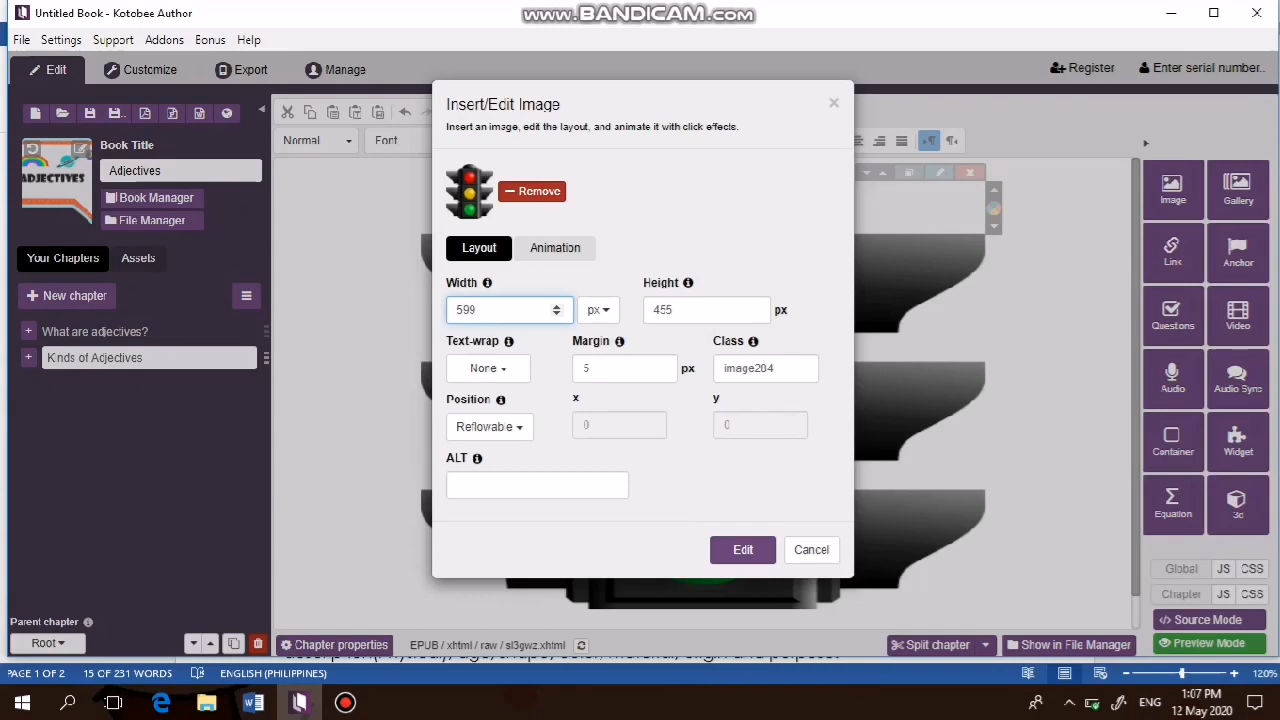 Untitled Book - Kotobee Author
www.BANDICAM.com
File Settings Support Addons Bonus Help
Edit Customize Export Manage
Register Enter serial number..
Insert/Edit Image
Insert an image, edit the layout, and animate it with click effects.
Normal Font
ADJECTIVES
Book Title
Adjectives
Book Manager
File Manager
Your Chapters Assets
New chapter
What are adjectives?
Kinds of Adjectives
Remove
Layout Animation
Width Height
599 px 455 px
Text-wrap Margin Class
None 5 px image284
Position x y
Reflowable 0 0
ALT
Edit Cancel
Image Gallery
Link Anchor
Questions Video
Audio Audio Sync
Container Widget
Equation 3d
Global JS CSS
Chapter JS CSS
Source Mode
Preview Mode
Parent chapter
Root
Chapter properties EPUB / xhtml / raw / sl3gwz.xhtml Split chapter Show in File Manager
PAGE 1 OF 2 15 OF 231 WORDS ENGLISH (PHILIPPINES) 120%
ENG 1:07 PM
12 May 2020